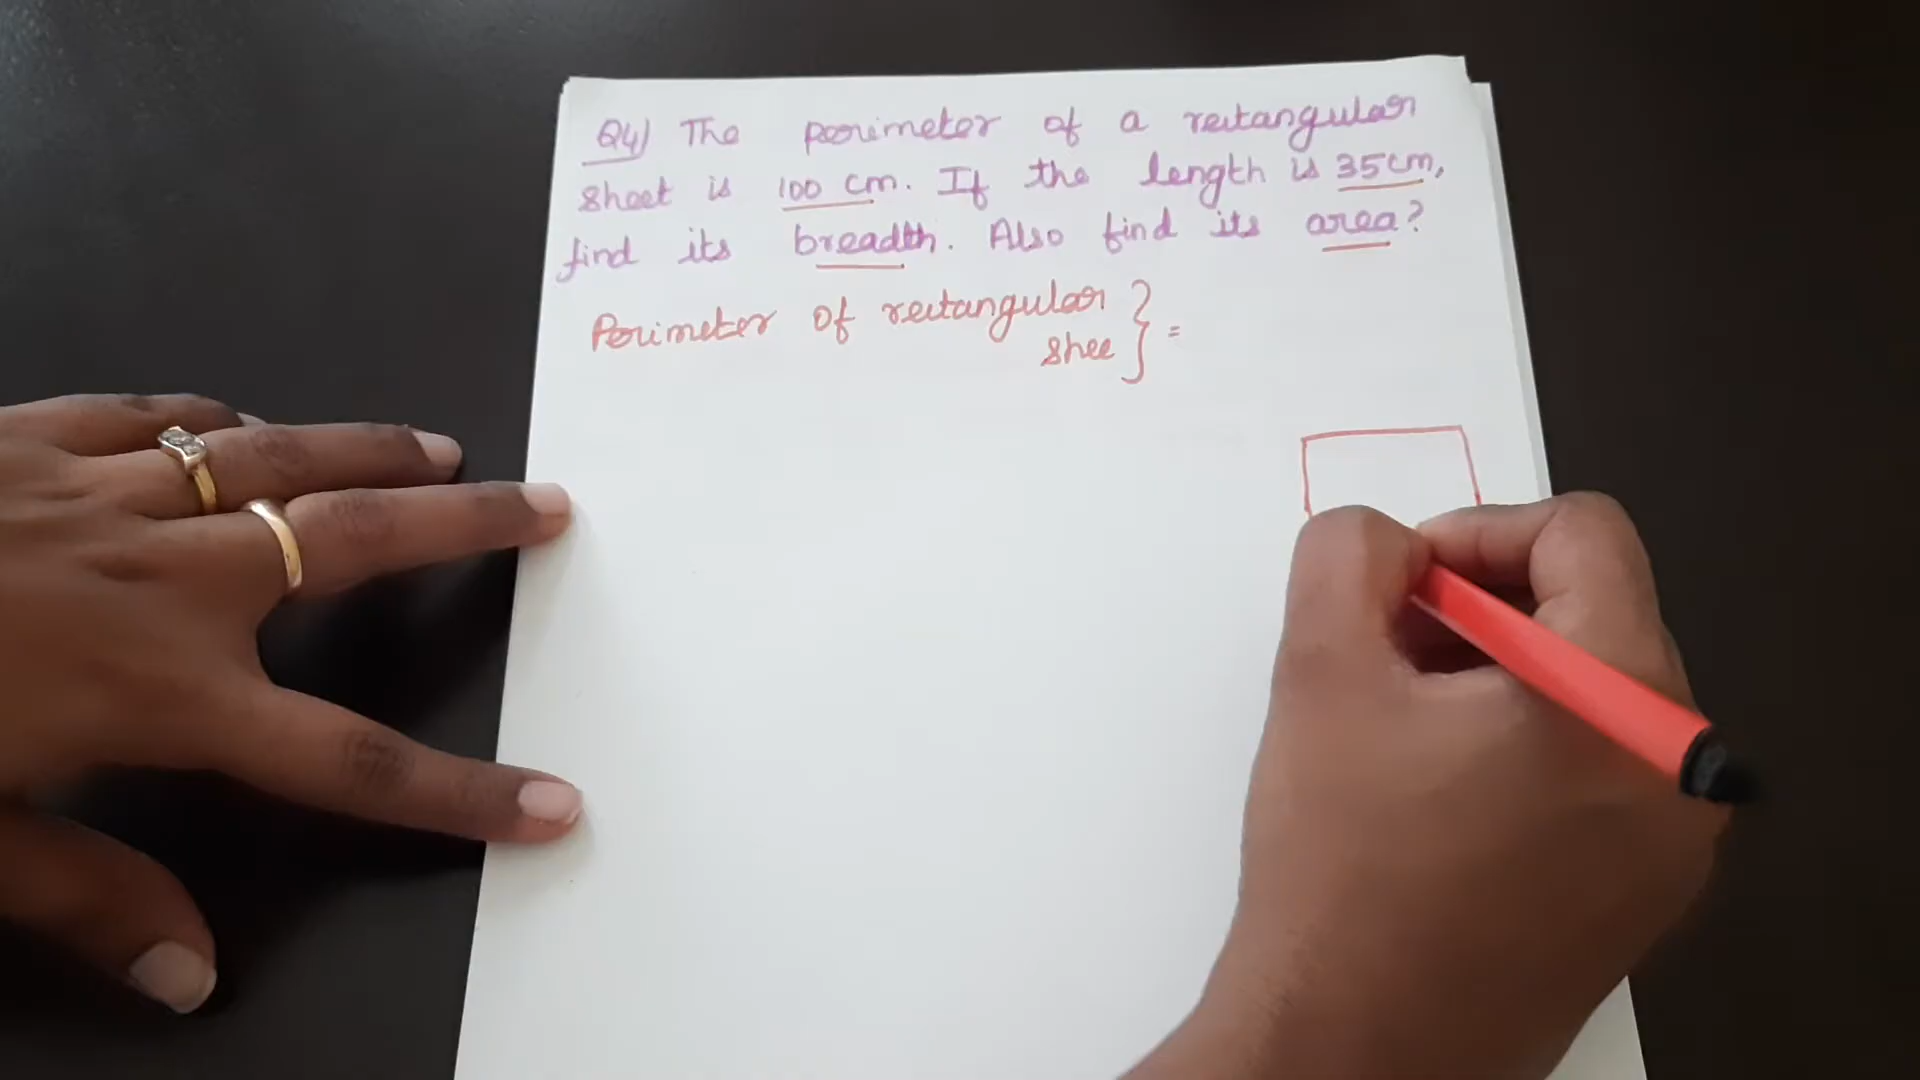 Q4) The perimeter of a rectangular
sheet is 100 cm. If the length is 35cm,
find its breadth. Also find its area?
Perimeter of rectangular } =
shee